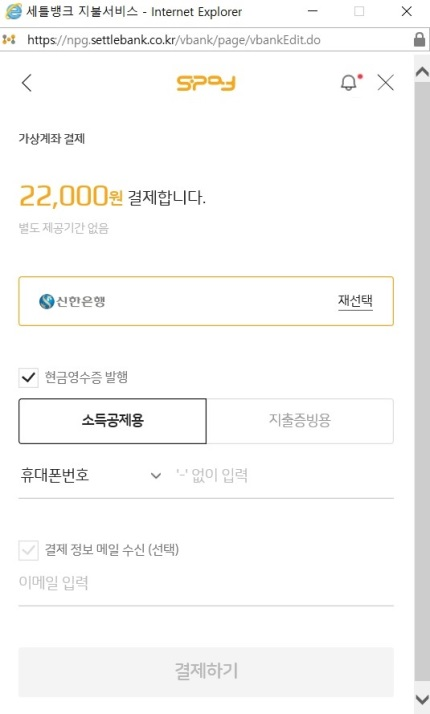 세틀뱅크 지불서비스 - Internet Explorer
https://npg.settlebank.co.kr/vbank/page/vbankEdit.do
SPay
가상계좌 결제
22,000원 결제합니다.
별도 제공기간 없음
신한은행 재선택
현금영수증 발행
소득공제용 지출증빙용
휴대폰번호 '-' 없이 입력
결제 정보 메일 수신 (선택)
이메일 입력
결제하기